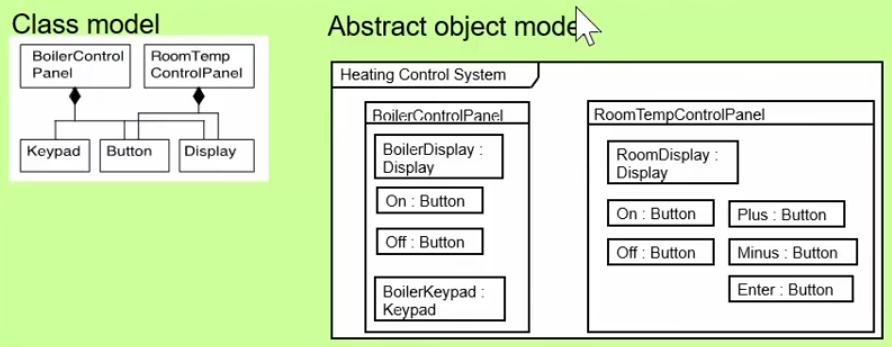 Class model
BoilerControl
Panel
RoomTemp
ControlPanel
Keypad
Button
Display
Abstract object mode
Heating Control System
BoilerControlPanel
BoilerDisplay :
Display
On : Button
Off : Button
BoilerKeypad :
Keypad
RoomTempControlPanel
RoomDisplay :
Display
On : Button
Plus : Button
Off : Button
Minus : Button
Enter : Button